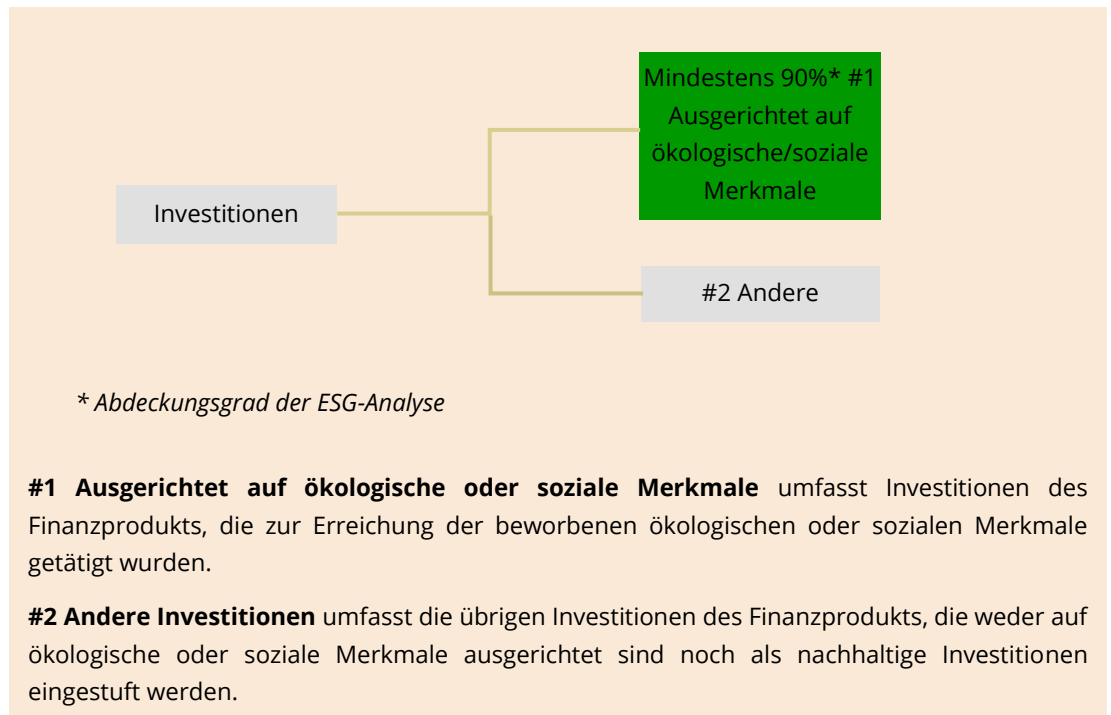 Mindestens 90%* #1
Ausgerichtet auf
ökologische/soziale
Merkmale
Investitionen
#2 Andere
* Abdeckungsgrad der ESG-Analyse
#1 Ausgerichtet auf ökologische oder soziale Merkmale umfasst Investitionen des
Finanzprodukts, die zur Erreichung der beworbenen ökologischen oder sozialen Merkmale
getätigt wurden.
#2 Andere Investitionen umfasst die übrigen Investitionen des Finanzprodukts, die weder auf
ökologische oder soziale Merkmale ausgerichtet sind noch als nachhaltige Investitionen
eingestuft werden.